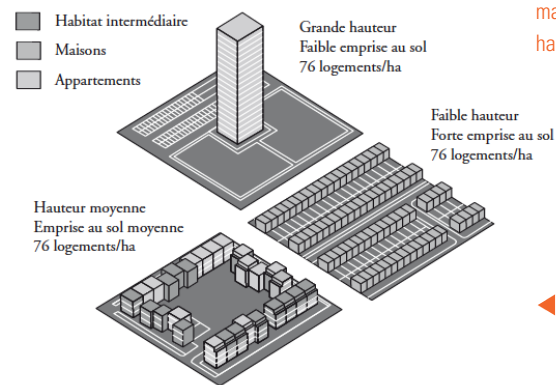 Habitat intermédiaire
Maisons
Appartements
Grande hauteur
Faible emprise au sol
76 logements/ha
Faible hauteur
Forte emprise au sol
76 logements/ha
Hauteur moyenne
Emprise au sol moyenne
76 logements/ha